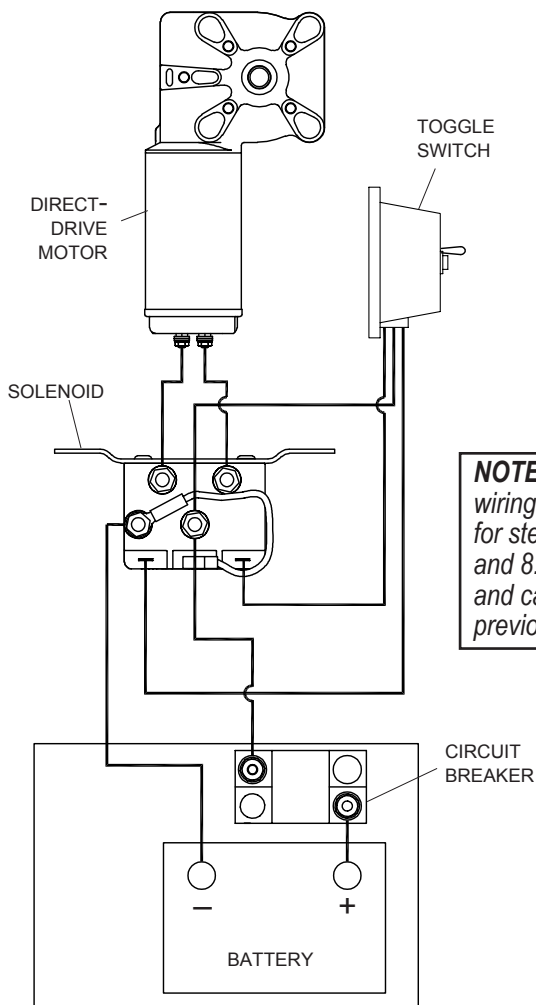 TOGGLE
SWITCH
DIRECT-
DRIVE
MOTOR
SOLENOID
NOTE
wiring
for ste
and 8.
and ca
previo
CIRCUIT
BREAKER
–
+
BATTERY